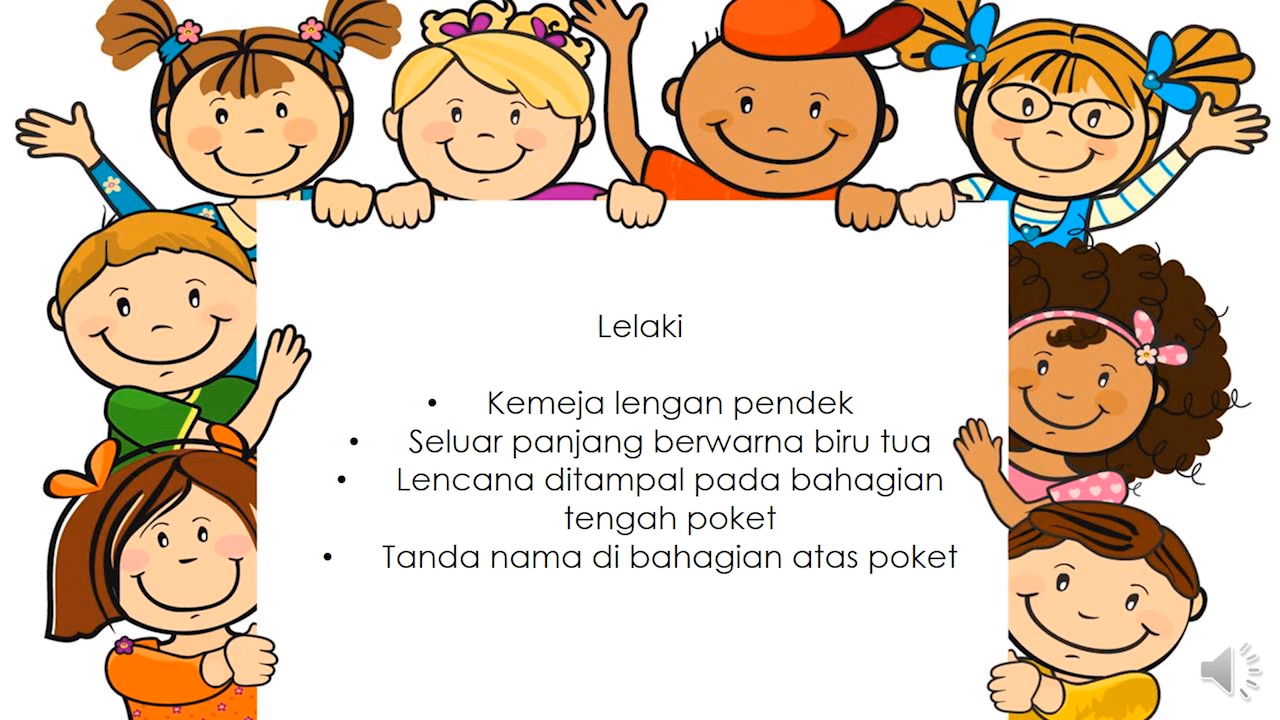 Lelaki
• Kemeja lengan pendek
• Seluar panjang berwarna biru tua
• Lencana ditampal pada bahagian
tengah poket
• Tanda nama di bahagian atas poket